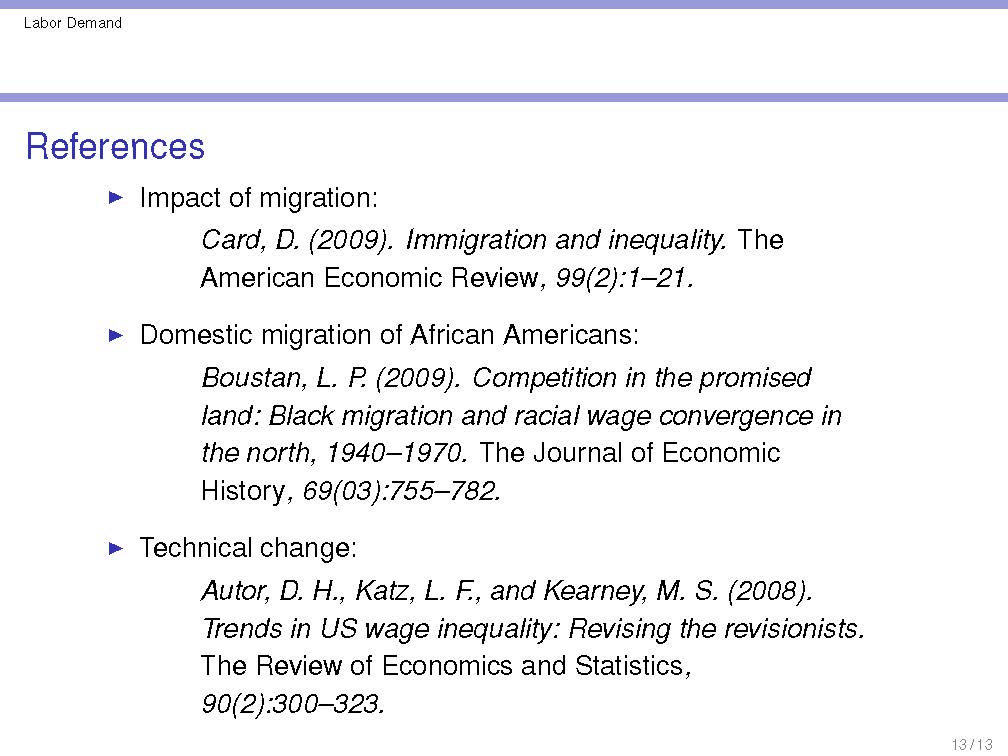 Labor Demand
References
▶ Impact of migration:
Card, D. (2009). Immigration and inequality. The
American Economic Review, 99(2):1–21.
▶ Domestic migration of African Americans:
Boustan, L. P. (2009). Competition in the promised
land: Black migration and racial wage convergence in
the north, 1940–1970. The Journal of Economic
History, 69(03):755–782.
▶ Technical change:
Autor, D. H., Katz, L. F., and Kearney, M. S. (2008).
Trends in US wage inequality: Revising the revisionists.
The Review of Economics and Statistics,
90(2):300–323.
13 / 13